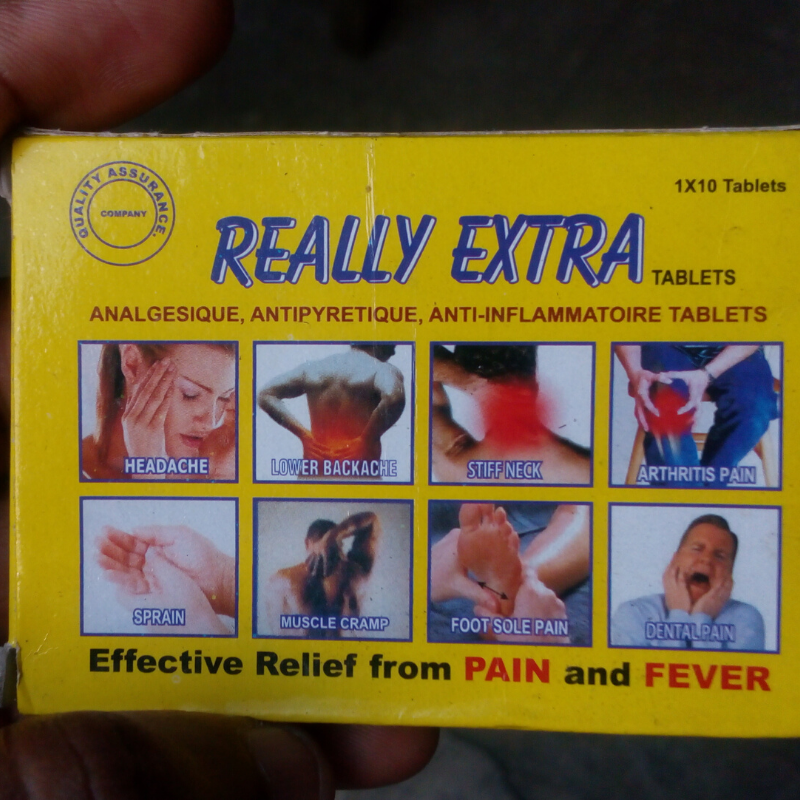 QUALITY ASSURANCE.
COMPANY
1X10 Tablets
REALLY EXTRA TABLETS
ANALGESIQUE, ANTIPYRETIQUE, ANTI-INFLAMMATOIRE TABLETS
HEADACHE
LOWER BACKACHE
STIFF NECK
ARTHRITIS PAIN
SPRAIN
MUSCLE CRAMP
FOOT SOLE PAIN
DENTAL PAIN
Effective Relief from PAIN and FEVER